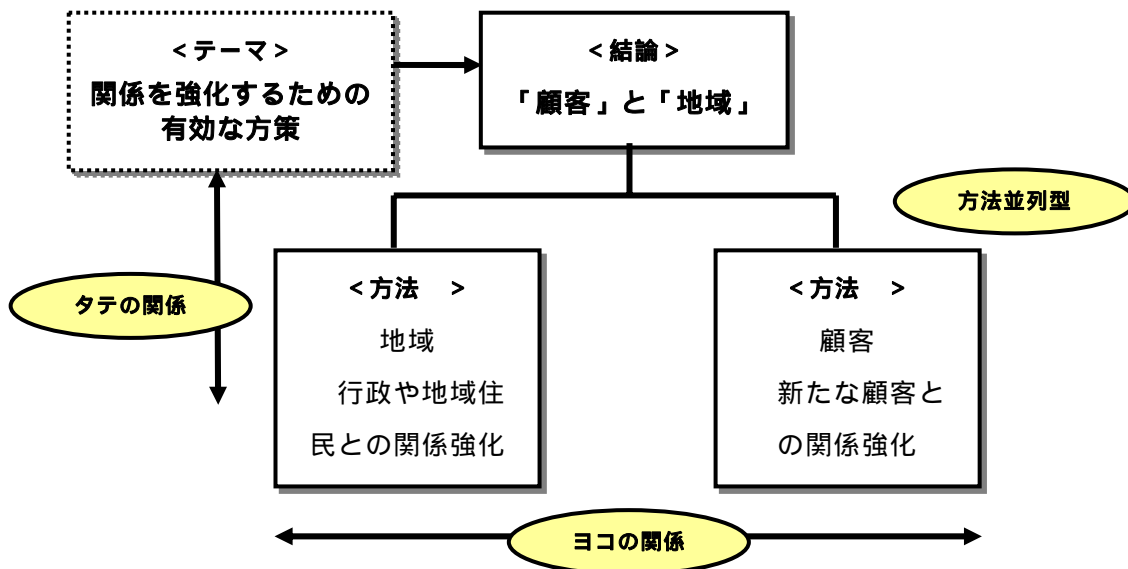 <テーマ>
関係を強化するための
有効な方策
<結論>
「顧客」と「地域」
方法並列型
タテの関係
<方法　>
地域
行政や地域住
民との関係強化
<方法　>
顧客
新たな顧客と
の関係強化
ヨコの関係